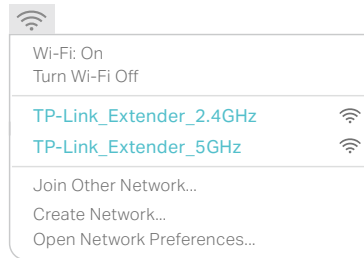 Wi-Fi: On
Turn Wi-Fi Off
TP-Link_Extender_2.4GHz
TP-Link_Extender_5GHz
Join Other Network...
Create Network...
Open Network Preferences...